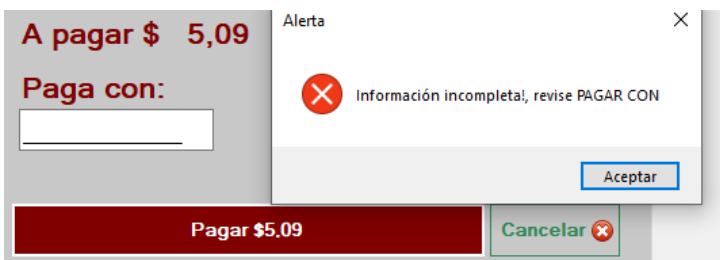 A pagar $ 5,09
Paga con:
Alerta
Información incompleta!, revise PAGAR CON
Aceptar
Pagar $5.09
Cancelar